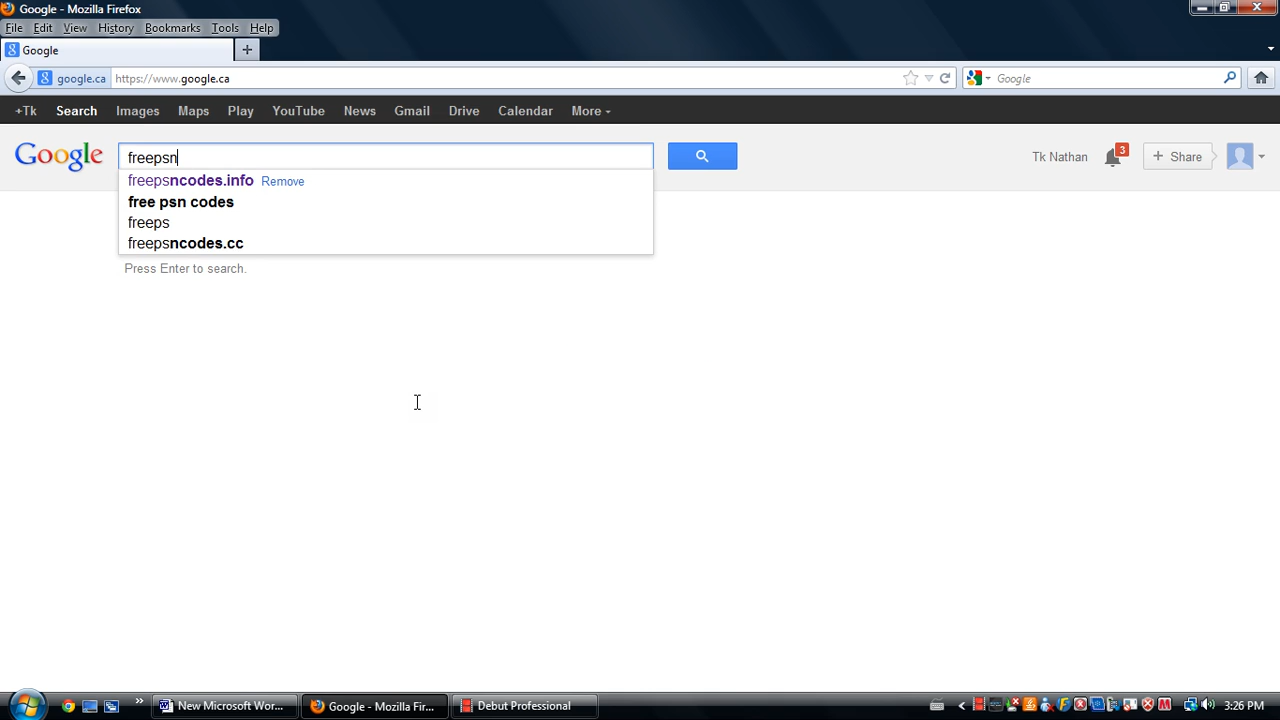 Google - Mozilla Firefox
File Edit View History Bookmarks Tools Help
Google
google.ca https://www.google.ca Google
+Tk Search Images Maps Play YouTube News Gmail Drive Calendar More
Google freepsn Tk Nathan 3 + Share
freepsncodes.info Remove
free psn codes
freeps
freepsncodes.cc
Press Enter to search.
New Microsoft Wor... Google - Mozilla Fir... Debut Professional 3:26 PM